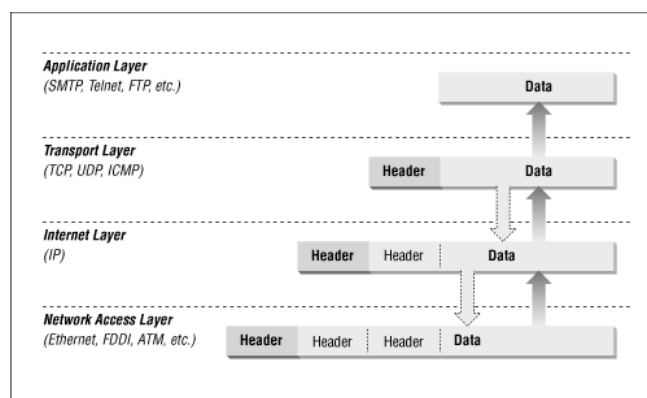 Application Layer
(SMTP, Telnet, FTP, etc.)
Data
Transport Layer
(TCP, UDP, ICMP)
Header Data
Internet Layer
(IP)
Header Header Data
Network Access Layer
(Ethernet, FDDI, ATM, etc.)
Header Header Header Data